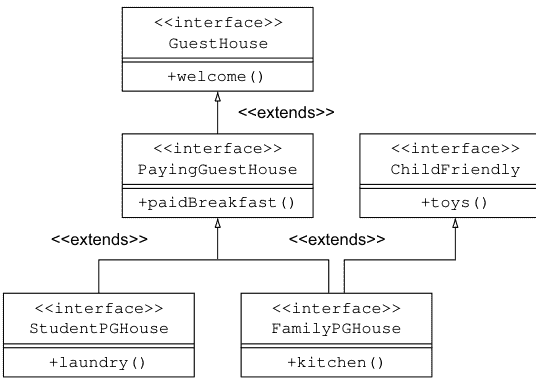 <<interface>>
GuestHouse
+welcome()
<<extends>>
<<interface>>
PayingGuestHouse
+paidBreakfast()
<<interface>>
ChildFriendly
+toys()
<<extends>>
<<extends>>
<<interface>>
StudentPGHouse
+laundry()
<<interface>>
FamilyPGHouse
+kitchen()